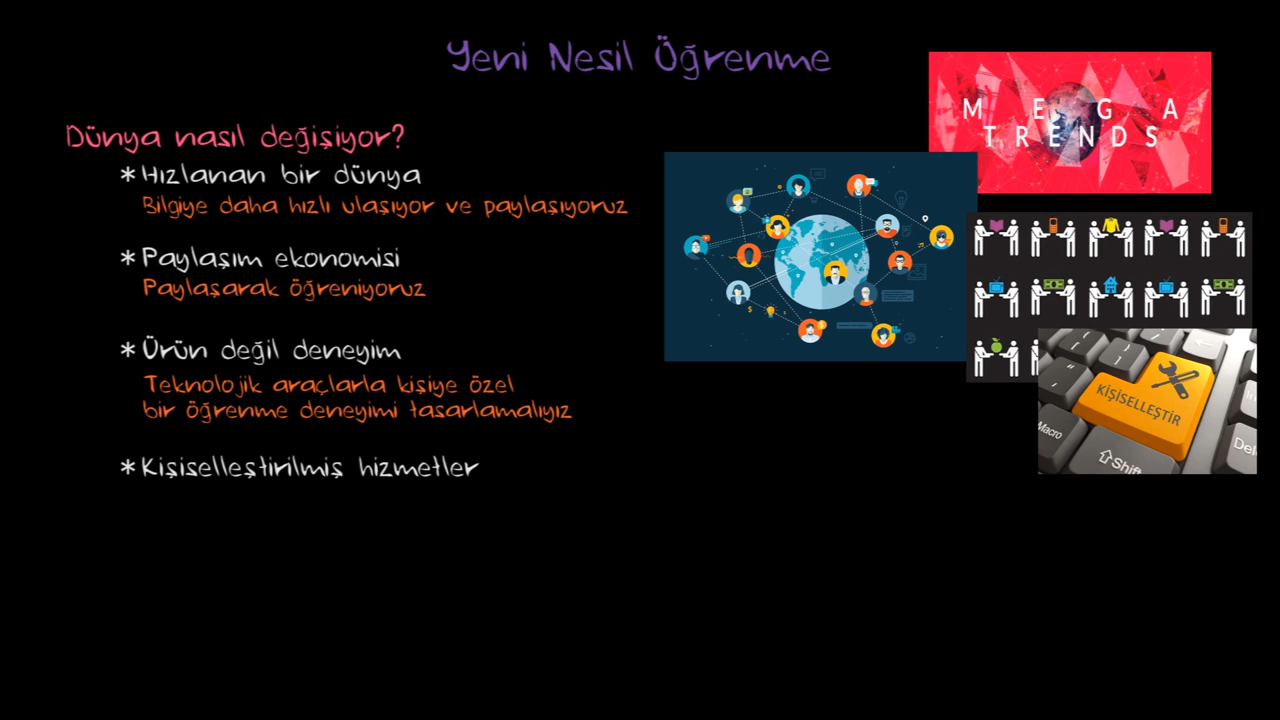 Yeni Nesil Öğrenme
Dünya nasıl değişiyor?
*Hızlanan bir dünya
Bilgiye daha hızlı ulaşıyor ve paylaşıyoruz
*Paylaşım ekonomisi
Paylaşarak öğreniyoruz
*Ürün değil deneyim
Teknolojik araçlarla kişiye özel
bir öğrenme deneyimi tasarlamalıyız
*Kişiselleştirilmiş hizmetler
MEGA
TRENDS
KİŞİSELLEŞTİR
Macro
Shift
Del